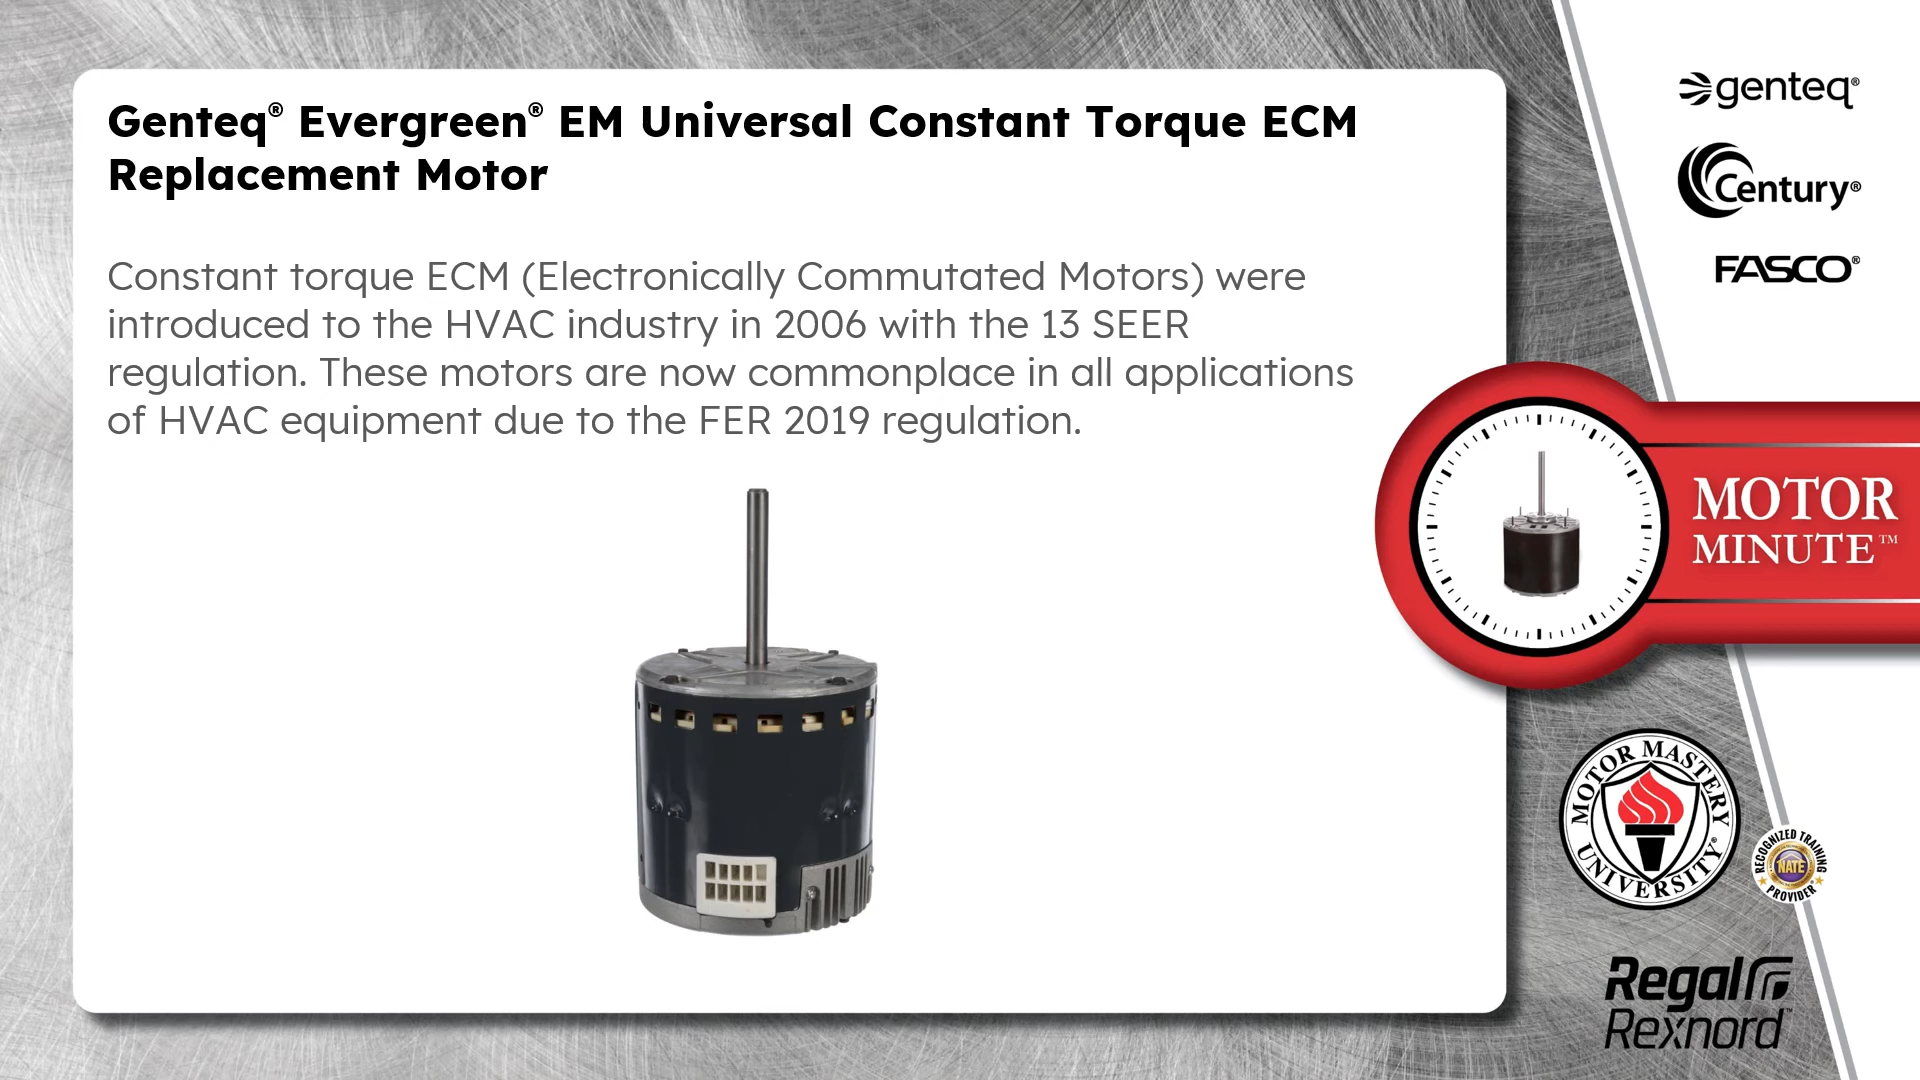 Genteq® Evergreen® EM Universal Constant Torque ECM
Replacement Motor
Constant torque ECM (Electronically Commutated Motors) were
introduced to the HVAC industry in 2006 with the 13 SEER
regulation. These motors are now commonplace in all applications
of HVAC equipment due to the FER 2019 regulation.
genteq®
Century®
FASCO®
MOTOR
MINUTE™
MOTOR MASTERY
UNIVERSITY®
RECOGNIZED TRAINING
NATE
PROVIDER®
Regal
Rexnord™